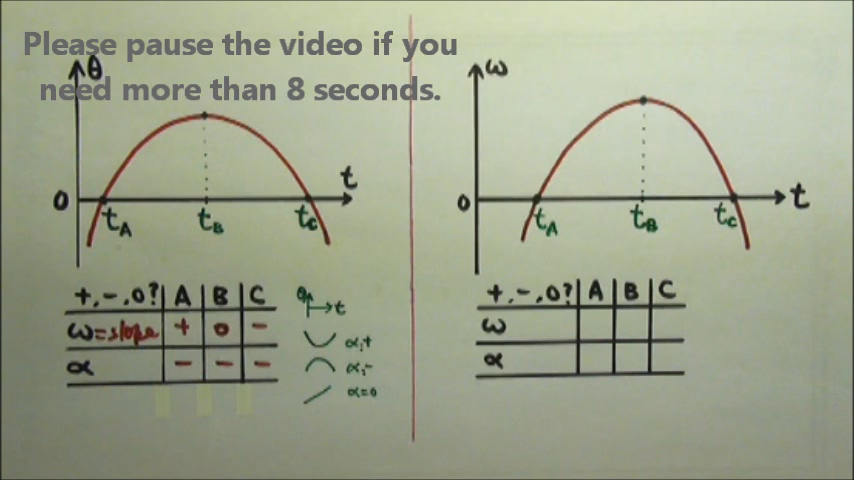 Please pause the video if you
need more than 8 seconds.
θ
0
t
tA
tB
tC
+, -, 0? A B C
ω=slope + 0 -
α - - -
θ
t
α,+
α,-
α=0
ω
0
t
tA
tB
tC
+, -, 0? A B C
ω
α